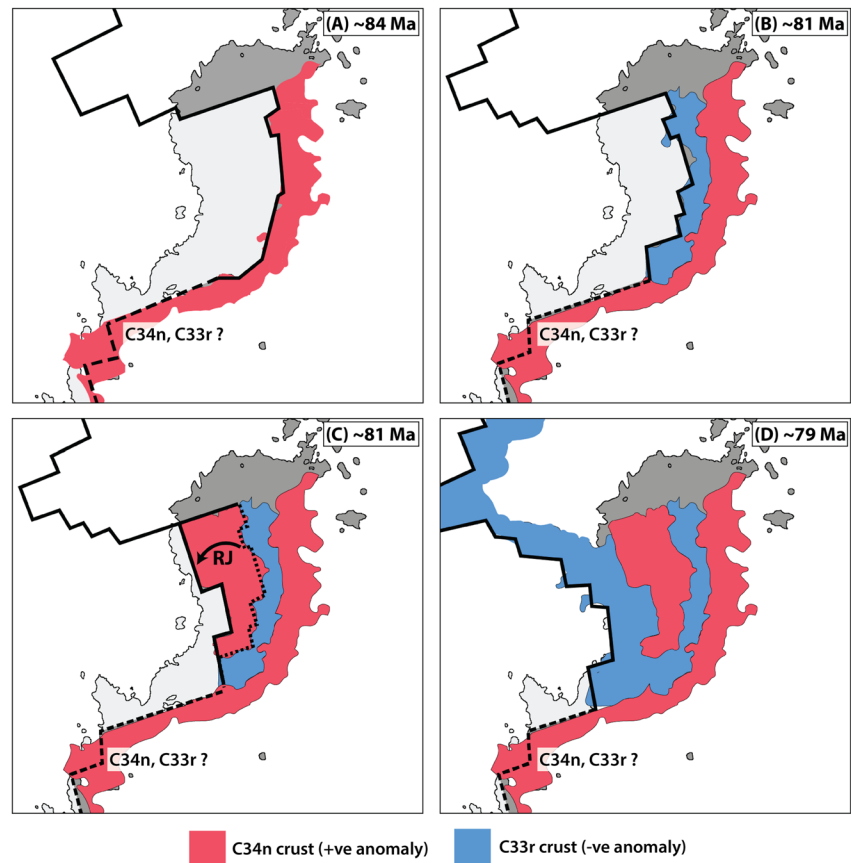 (A) ~84 Ma
C34n, C33r ?
(B) ~81 Ma
C34n, C33r ?
(C) ~81 Ma
RJ
C34n, C33r ?
(D) ~79 Ma
C34n, C33r ?
C34n crust (+ve anomaly)
C33r crust (-ve anomaly)